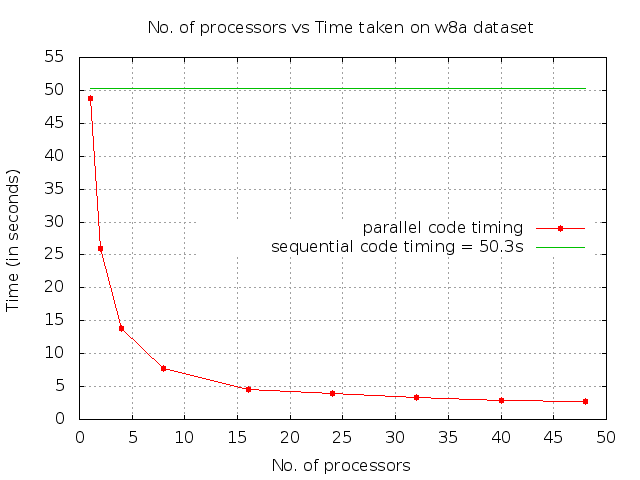 No. of processors vs Time taken on w8a dataset
55
50
45
40
35
30
25
20
15
10
5
0
Time (In seconds)
parallel code timing
sequential code timing = 50.3s
0 5 10 15 20 25 30 35 40 45 50
No. of processors